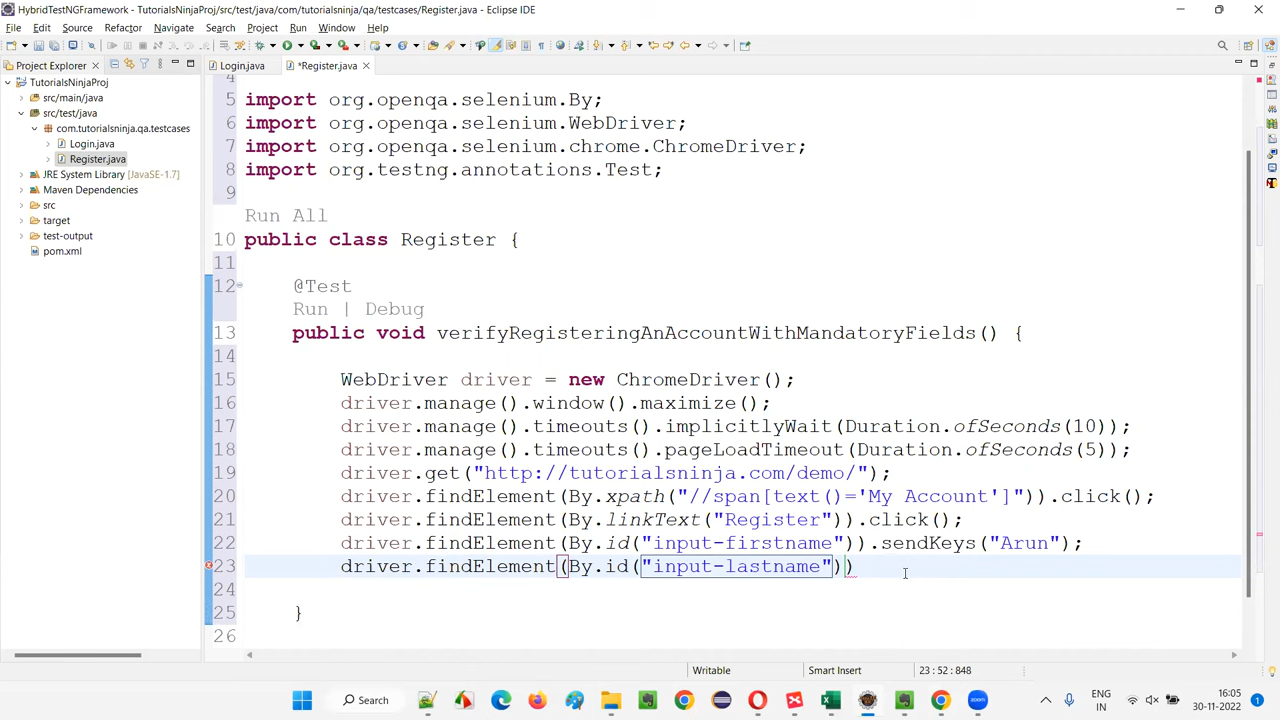 HybridTestNGFramework - TutorialsNinjaProj/src/test/java/com/tutorialsninja/qa/testcases/Register.java - Eclipse IDE
File Edit Source Refactor Navigate Search Project Run Window Help
Project Explorer
Login.java
*Register.java
TutorialsNinjaProj
src/main/java
src/test/java
com.tutorialsninja.qa.testcases
Login.java
Register.java
JRE System Library [JavaSE-1.7]
Maven Dependencies
src
target
test-output
pom.xml
4
5 import org.openqa.selenium.By;
6 import org.openqa.selenium.WebDriver;
7 import org.openqa.selenium.chrome.ChromeDriver;
8 import org.testng.annotations.Test;
9
Run All
10 public class Register {
11
12 @Test
Run | Debug
13 public void verifyRegisteringAnAccountWithMandatoryFields() {
14
15 WebDriver driver = new ChromeDriver();
16 driver.manage().window().maximize();
17 driver.manage().timeouts().implicitlyWait(Duration.ofSeconds(10));
18 driver.manage().timeouts().pageLoadTimeout(Duration.ofSeconds(5));
19 driver.get("http://tutorialsninja.com/demo/");
20 driver.findElement(By.xpath("//span[text()='My Account']")).click();
21 driver.findElement(By.linkText("Register")).click();
22 driver.findElement(By.id("input-firstname")).sendKeys("Arun");
23 driver.findElement(By.id("input-lastname"))
24
25 }
26
Writable Smart Insert 23 : 52 : 848
Search
ENG
IN
16:05
30-11-2022
1
zoom